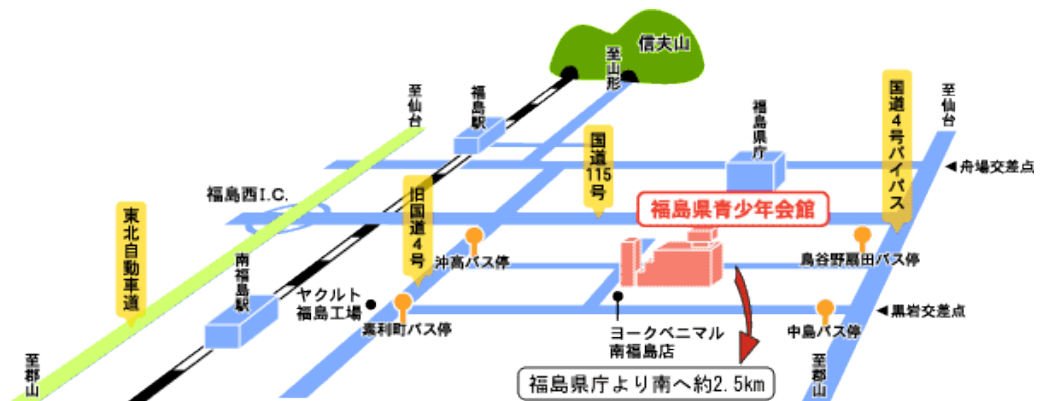 信夫山
至山形
至仙台
福島駅
福島県庁
国道4号バイパス
至仙台
国道115号
舟場交差点
福島西I.C.
旧国道4号
福島県青少年会館
東北自動車道
沖高バス停
鳥谷野扇田バス停
南福島駅
ヤクルト
福島工場
黒岩交差点
ヨークベニマル
南福島店
中島バス停
至郡山
至郡山
福島県庁より南へ約2.5km